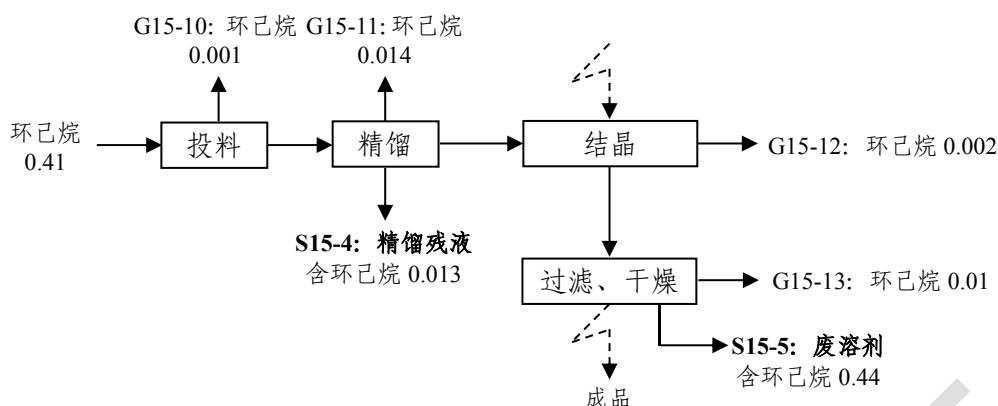 G15-10: 环己烷
0.001
G15-11: 环己烷
0.014
环己烷
0.41
投料
精馏
结晶
G15-12: 环己烷 0.002
S15-4: 精馏残液
含环己烷 0.013
过滤、干燥
G15-13: 环己烷 0.01
S15-5: 废溶剂
含环己烷 0.44
成品